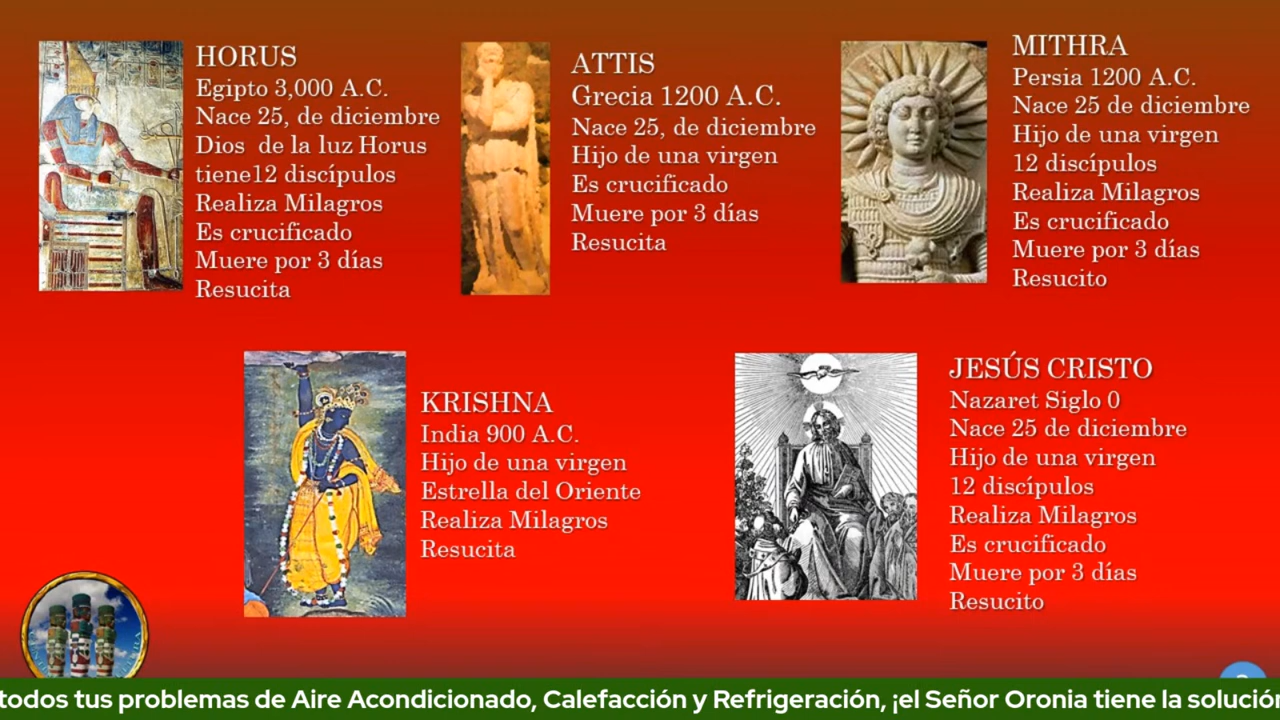 HORUS
Egipto 3,000 A.C.
Nace 25, de diciembre
Dios de la luz Horus
tiene12 discípulos
Realiza Milagros
Es crucificado
Muere por 3 días
Resucita
ATTIS
Grecia 1200 A.C.
Nace 25, de diciembre
Hijo de una virgen
Es crucificado
Muere por 3 días
Resucita
MITHRA
Persia 1200 A.C.
Nace 25 de diciembre
Hijo de una virgen
12 discípulos
Realiza Milagros
Es crucificado
Muere por 3 días
Resucito
KRISHNA
India 900 A.C.
Hijo de una virgen
Estrella del Oriente
Realiza Milagros
Resucita
JESÚS CRISTO
Nazaret Siglo 0
Nace 25 de diciembre
Hijo de una virgen
12 discípulos
Realiza Milagros
Es crucificado
Muere por 3 días
Resucito
todos tus problemas de Aire Acondicionado, Calefacción y Refrigeración, ¡el Señor Oronia tiene la solución